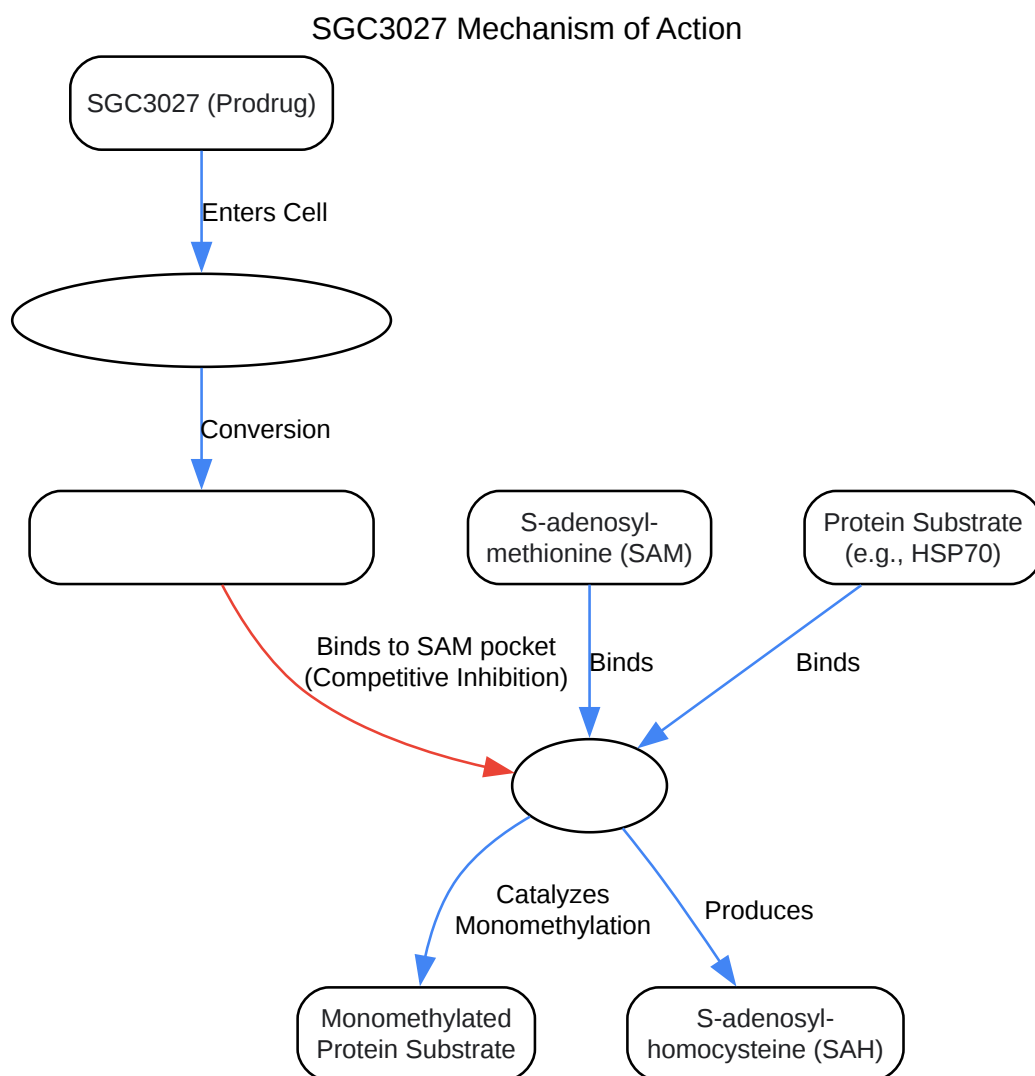 SGC3027 Mechanism of Action
SGC3027 (Prodrug)
Enters Cell
Conversion
S-adenosyl-
methionine (SAM)
Protein Substrate
(e.g., HSP70)
Binds to SAM pocket
(Competitive Inhibition)
Binds
Binds
Catalyzes
Monomethylation
Produces
Monomethylated
Protein Substrate
S-adenosyl-
homocysteine (SAH)